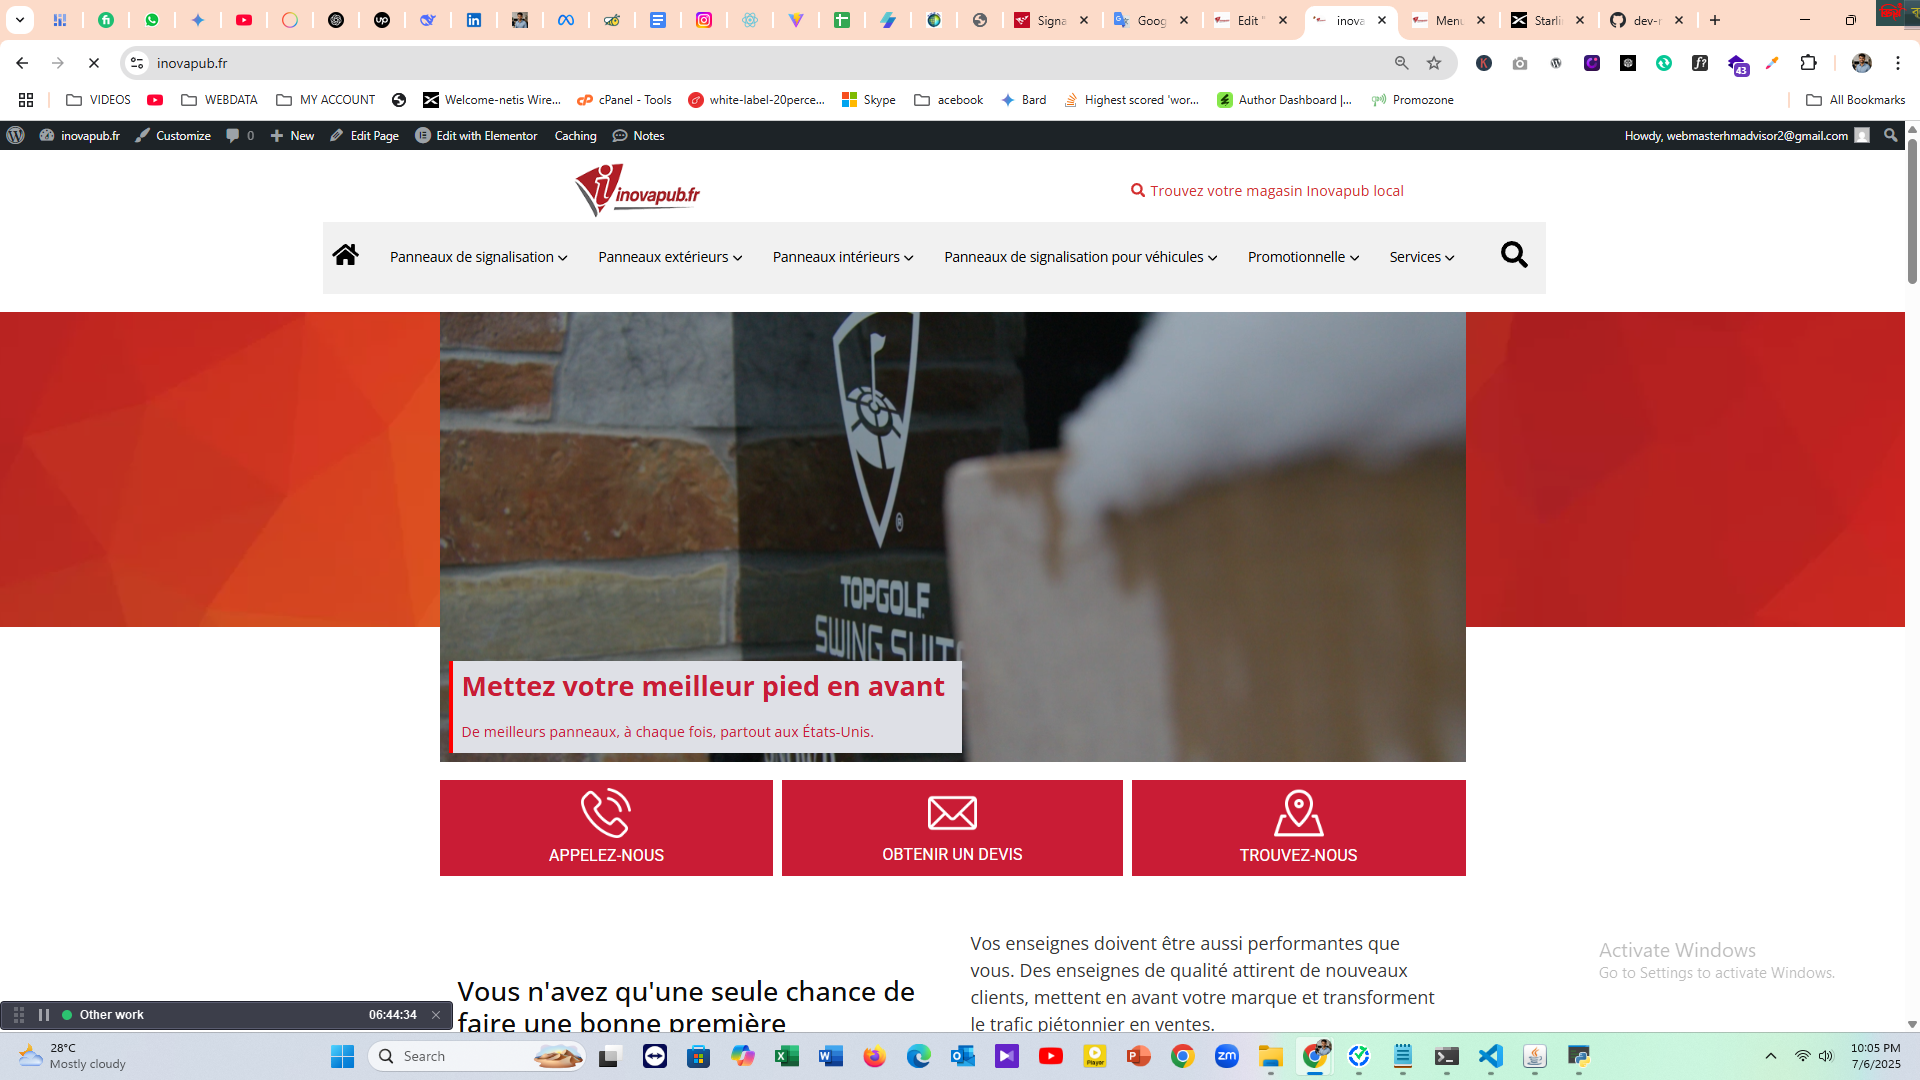 Signa
Goog
Edit "
inova
Menu
Starli
dev-r
inovapub.fr
43
VIDEOS
WEBDATA
MY ACCOUNT
Welcome-netis Wire...
cPanel - Tools
white-label-20perce...
Skype
acebook
Bard
Highest scored 'wor...
Author Dashboard |...
Promozone
All Bookmarks
inovapub.fr
Customize
0
New
Edit Page
Edit with Elementor
Caching
Notes
Howdy, webmasterhmadvisor2@gmail.com
inovapub.fr
Trouvez votre magasin Inovapub local
Panneaux de signalisation
Panneaux extérieurs
Panneaux intérieurs
Panneaux de signalisation pour véhicules
Promotionnelle
Services
®
TOPGOLF
SWING SUITE
Mettez votre meilleur pied en avant
De meilleurs panneaux, à chaque fois, partout aux États-Unis.
APPELEZ-NOUS
OBTENIR UN DEVIS
TROUVEZ-NOUS
Vous n'avez qu'une seule chance de
faire une bonne première
Vos enseignes doivent être aussi performantes que
vous. Des enseignes de qualité attirent de nouveaux
clients, mettent en avant votre marque et transforment
le trafic piétonnier en ventes.
Activate Windows
Go to Settings to activate Windows.
Other work
06:44:34
28°C
Mostly cloudy
Search
10:05 PM
7/6/2025